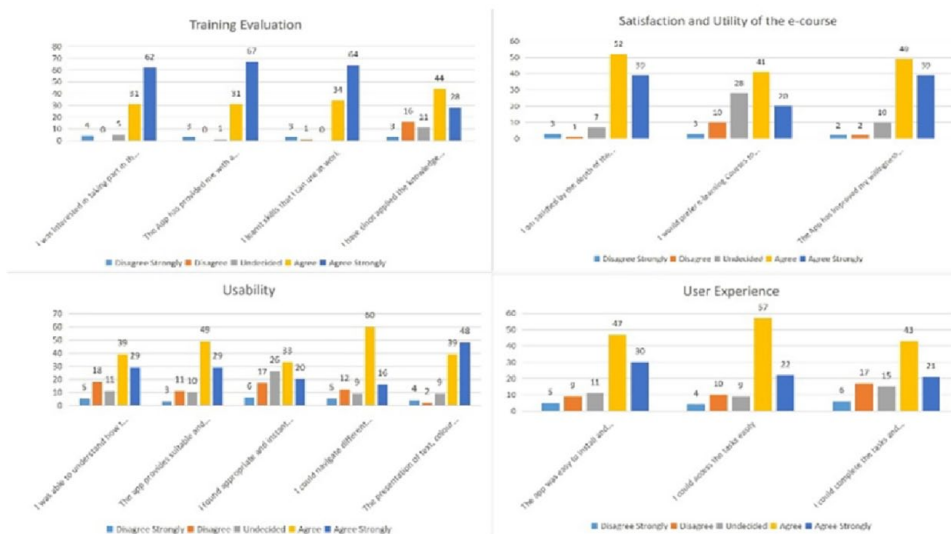 Training Evaluation
80
70
60
50
40
30
20
10
0
4 0 5 31 62
3 0 1 31 67
3 1 0 34 64
3 16 11 44 28
I was interested in taking part in th...
The App has provided me with a...
I learnt skills that I can use in work
I have since applied the knowledge...
Disagree Strongly Disagree Undecided Agree Agree Strongly
Satisfaction and Utility of the e-course
60
50
40
30
20
10
0
3 1 7 52 39
3 10 28 41 20
2 2 10 49 39
I am satisfied by the depth of the...
I would prefer e-learning courses to...
The App has improved my willingness...
Disagree Strongly Disagree Undecided Agree Agree Strongly
Usability
70
60
50
40
30
20
10
0
5 18 11 39 29
3 11 10 49 29
6 17 26 33 20
5 12 9 60 16
4 2 9 39 48
I was able to understand how t...
The app provides suitable and...
I found appropriate and instant...
I could navigate different...
The presentation of text, colour...
Disagree Strongly Disagree Undecided Agree Agree Strongly
User Experience
60
50
40
30
20
10
0
5 9 11 47 30
4 10 9 57 22
6 17 15 43 21
The app was easy to install and...
I could access the tasks easily
I could complete the tasks and...
Disagree Strongly Disagree Undecided Agree Agree Strongly